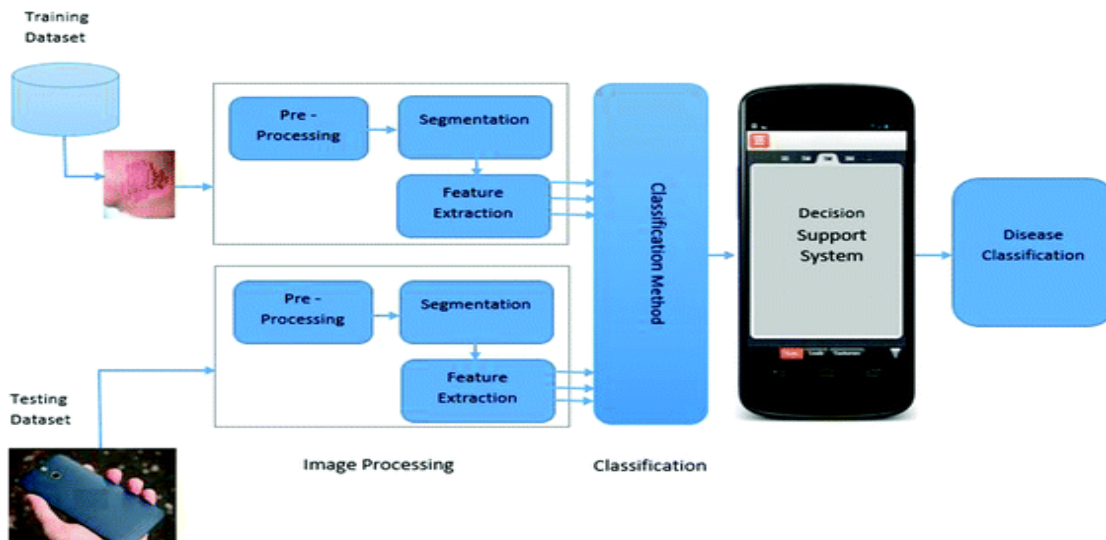 Training
Dataset
Pre -
Processing
Segmentation
Feature
Extraction
Classification Method
Decision
Support
System
Disease
Classification
Pre -
Processing
Segmentation
Feature
Extraction
Testing
Dataset
Image Processing
Classification